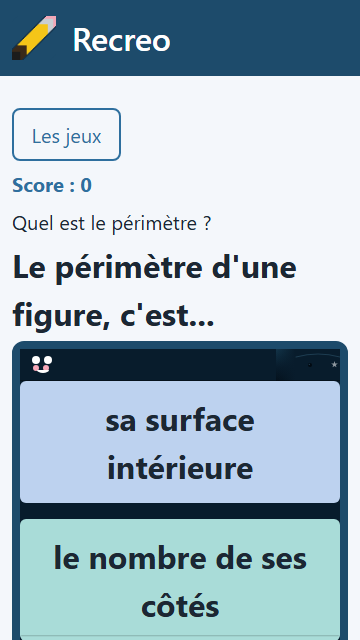 Recreo
Les jeux
Score : 0
Quel est le périmètre ?
Le périmètre d'une
figure, c'est...
sa surface
intérieure
le nombre de ses
côtés